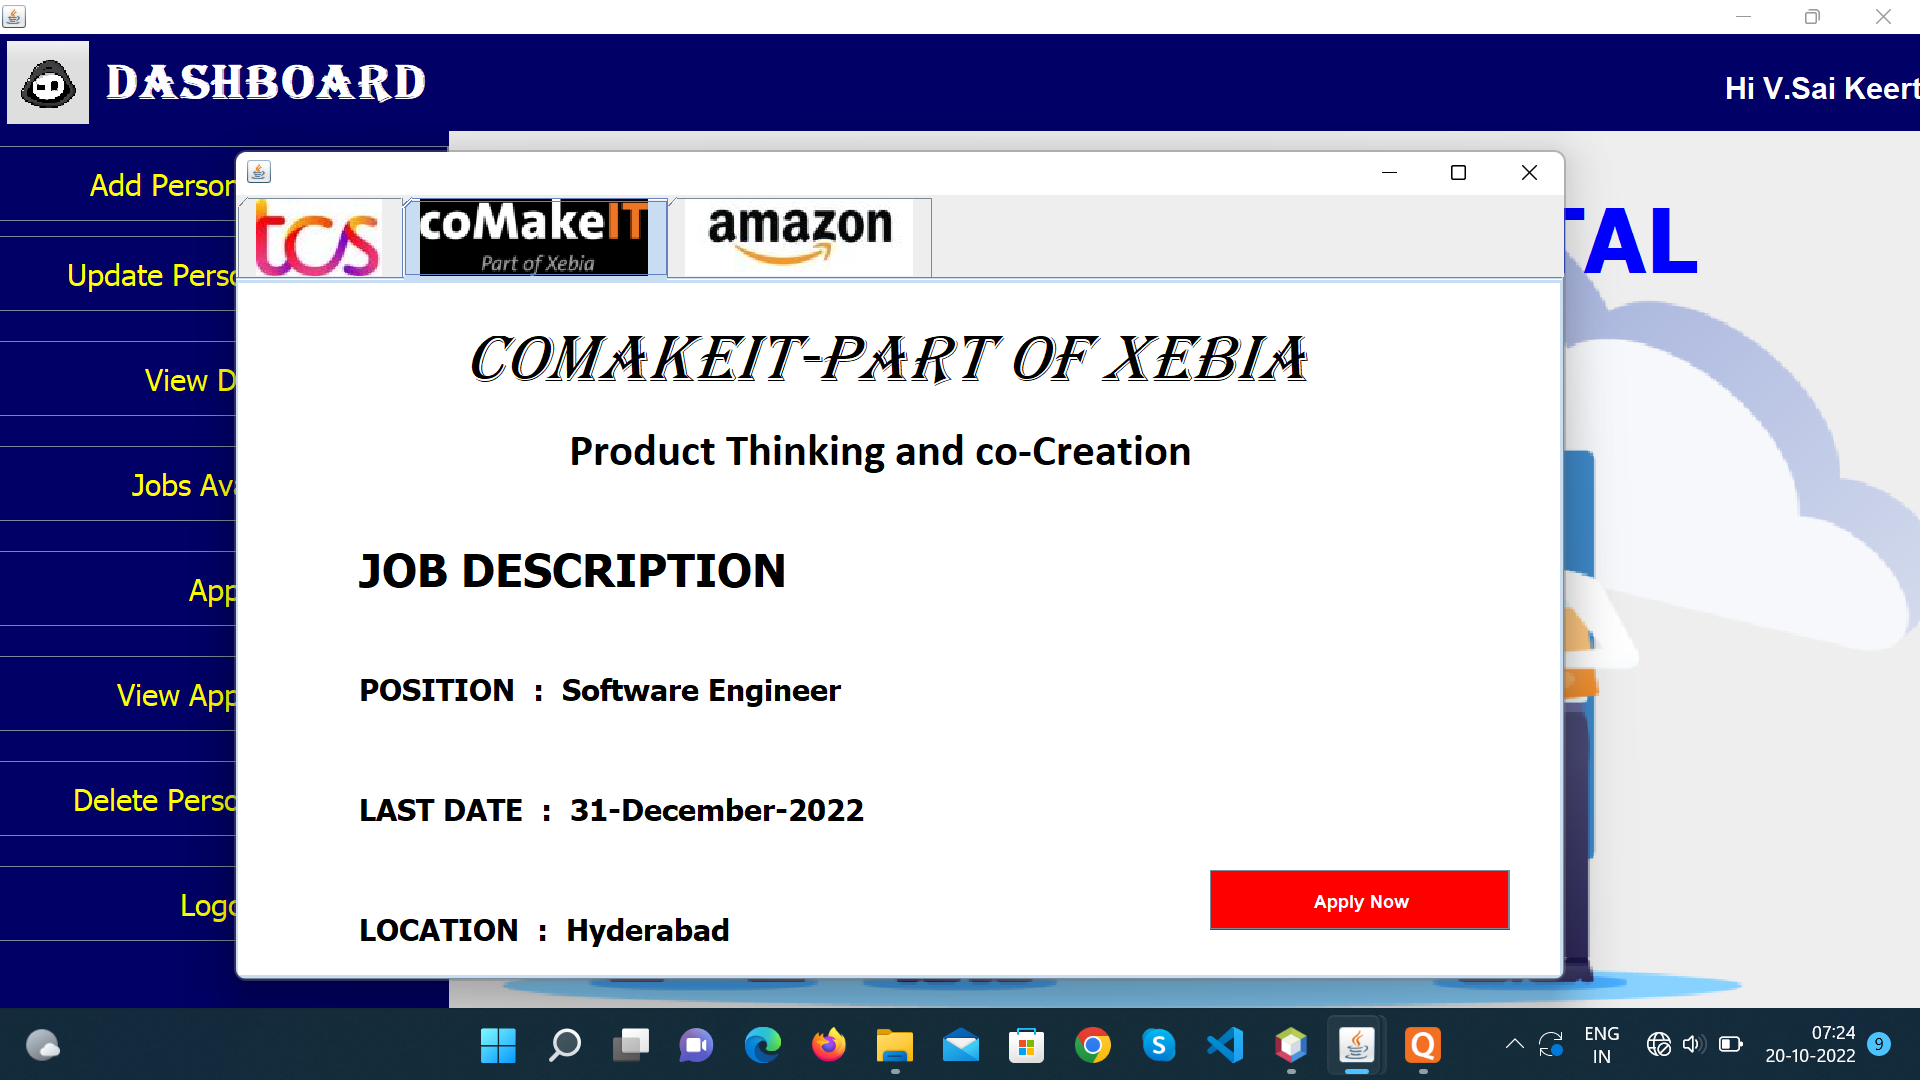 DASHBOARD
Hi V.Sai Keert
Add Person
Update Perso
View D
Jobs Ava
App
View App
Delete Perso
Logo
TAL
tcs
coMakeIT
Part of Xebia
amazon
COMAKEIT-PART OF XEBIA
Product Thinking and co-Creation
JOB DESCRIPTION
POSITION : Software Engineer
LAST DATE : 31-December-2022
LOCATION : Hyderabad
Apply Now
ENG
IN
07:24
20-10-2022
9